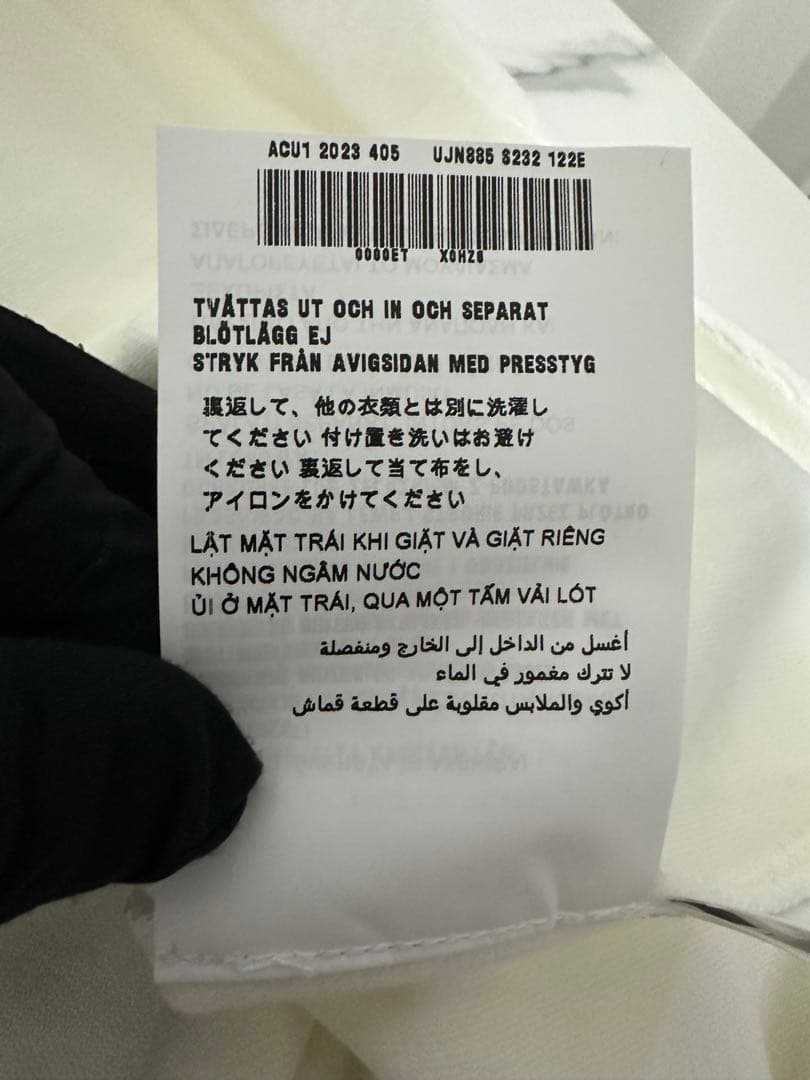 ACU1 2023 405 UJN885 S232 122E
0000ET X0HZ8
TVÄTTAS UT OCH IN OCH SEPARAT
BLÖTLÄGG EJ
STRYK FRÅN AVIGSIDAN MED PRESSTYG
裏返して、他の衣類とは別に洗濯し
てください 付け置き洗いはお避け
ください 裏返して当て布をし、
アイロンをかけてください
LẬT MẶT TRÁI KHI GIẶT VÀ GIẶT RIÊNG
KHÔNG NGÂM NƯỚC
ỦI Ở MẶT TRÁI, QUA MỘT TẤM VẢI LÓT
أغسل من الداخل إلى الخارج ومنفصلة
لا تترك مغمور في الماء
أكوي والملابس مقلوبة على قطعة قماش